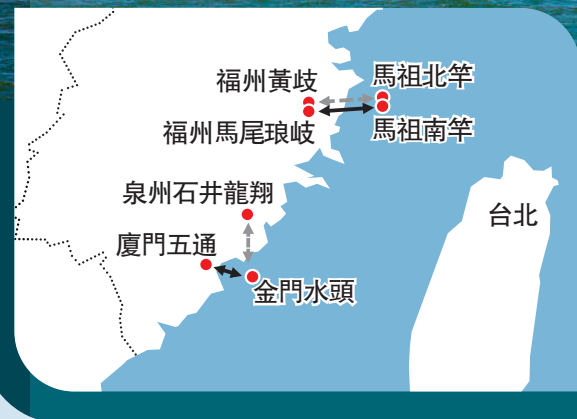 福州黃歧
馬祖北竿
福州馬尾琅岐
馬祖南竿
泉州石井龍翔
台北
廈門五通
金門水頭